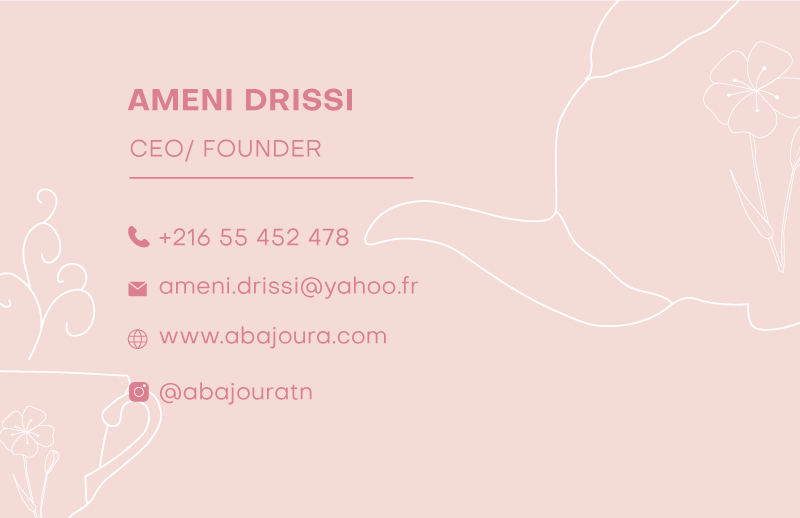 AMENI DRISSI
CEO/ FOUNDER
+216 55 452 478
ameni.drissi@yahoo.fr
www.abajoura.com
@abajouratn